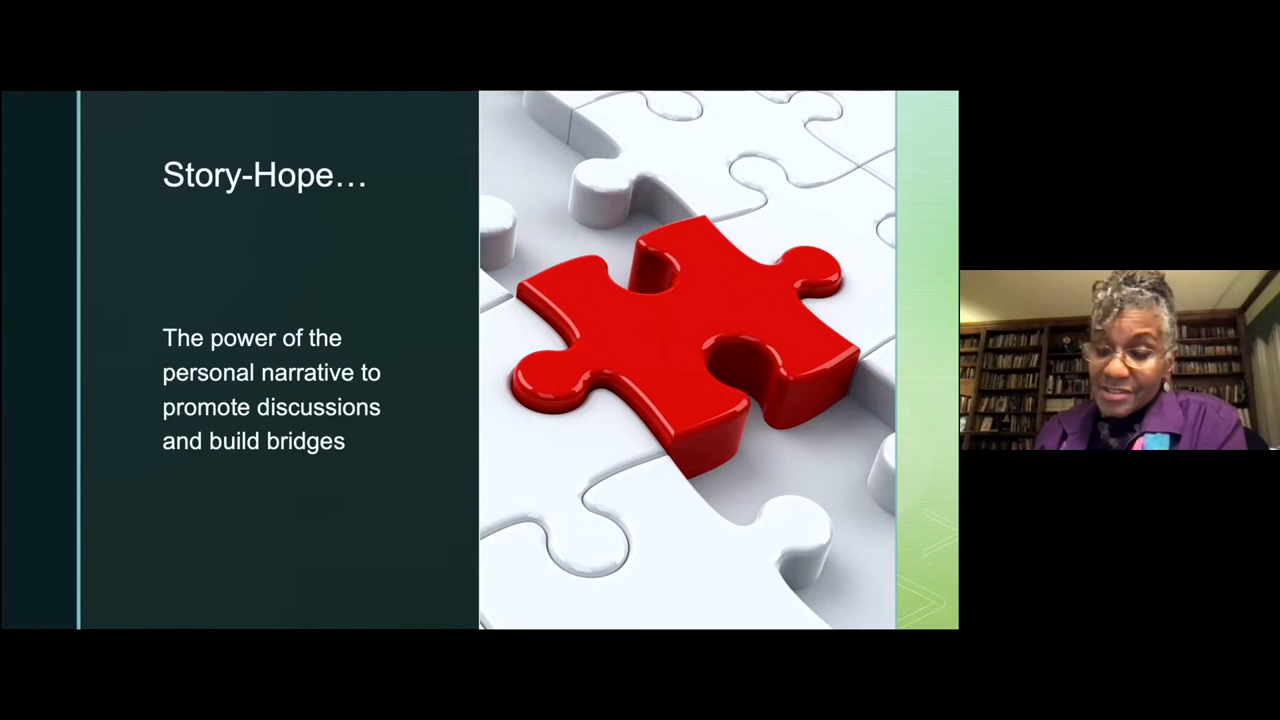 Story-Hope…
The power of the
personal narrative to
promote discussions
and build bridges